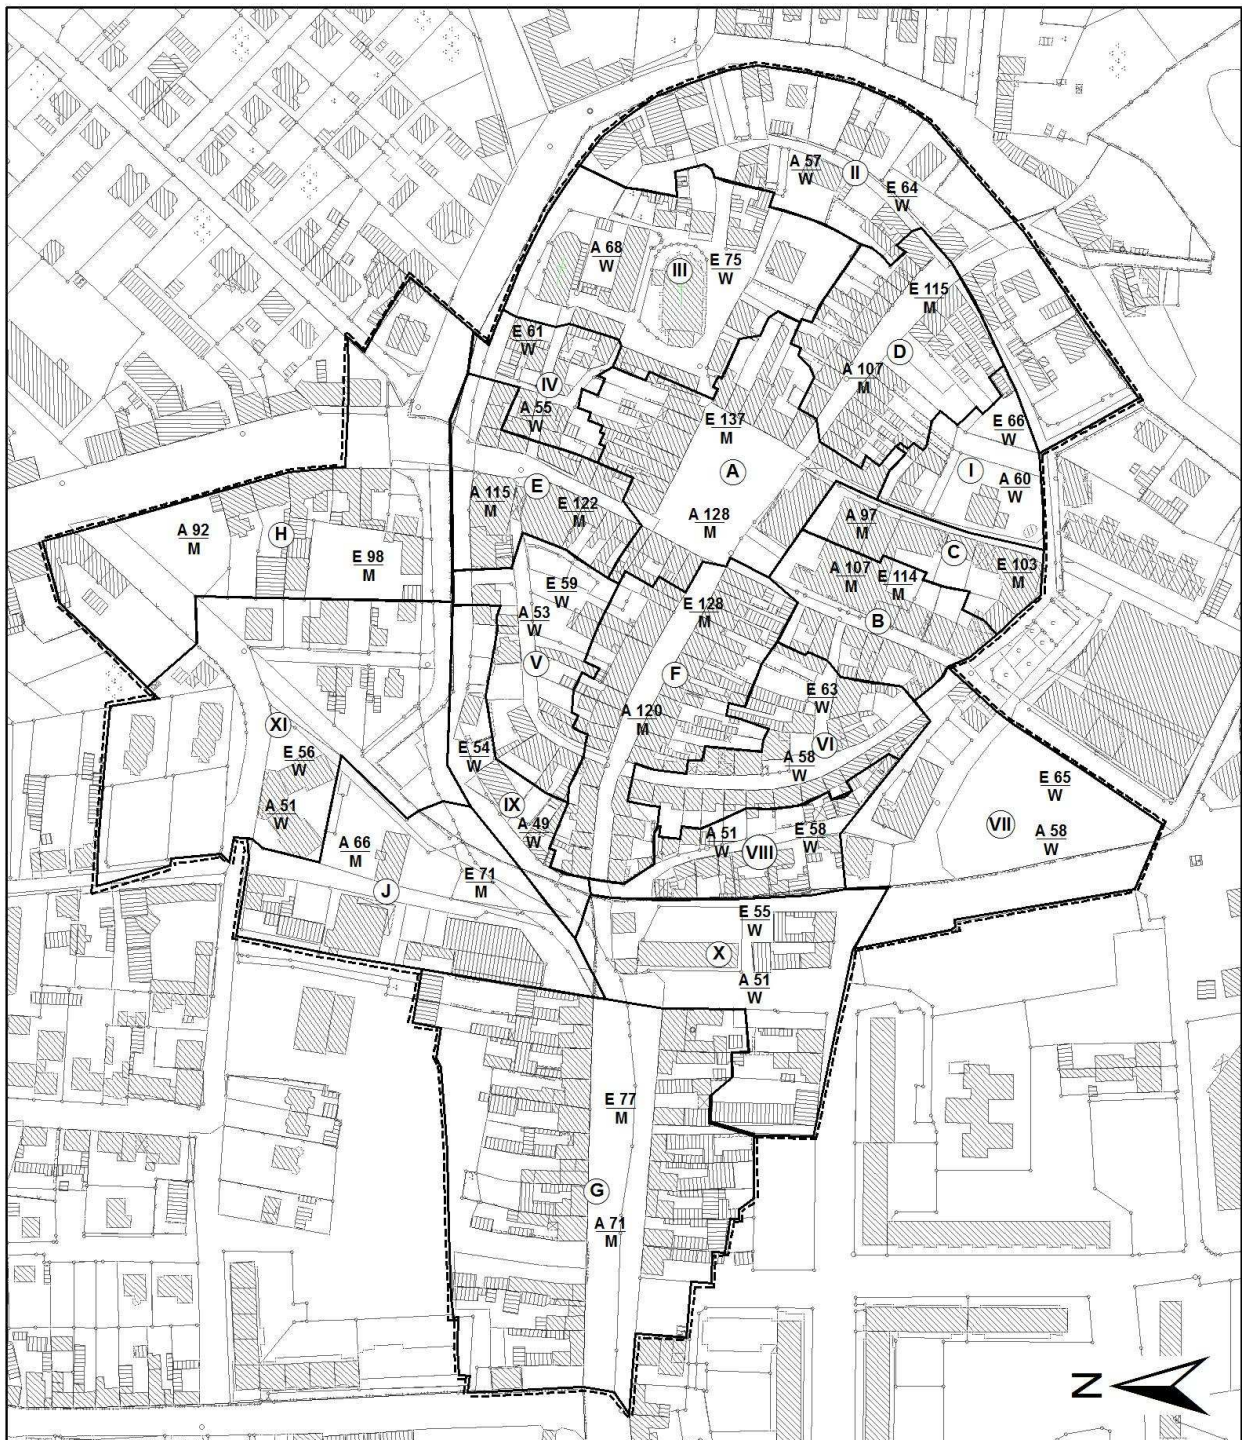 A 57
W
II
E 64
W
A 68
W
III
E 75
W
E 115
M
E 61
W
D
A 107
M
IV
A 55
W
E 137
M
E 66
W
A
I
A 60
W
E
A 115
M
E 122
M
A 92
M
H
A 128
M
A 97
M
C
E 98
M
E 103
M
A 107
M
E 114
M
E 59
W
E 128
M
A 53
W
B
V
F
E 63
W
A 120
M
XI
E 56
W
E 54
W
VI
A 58
W
E 65
W
A 51
W
IX
A 49
W
VII
A 58
W
A 66
M
A 51
W
VIII
E 58
W
E 71
M
J
E 55
W
X
A 51
W
E 77
M
G
A 71
M
N